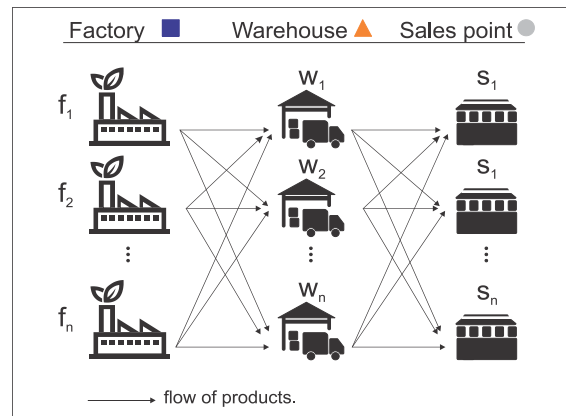 Factory Warehouse Sales point
w1 s1
f1
w2 s1
f2
wn sn
fn
flow of products.